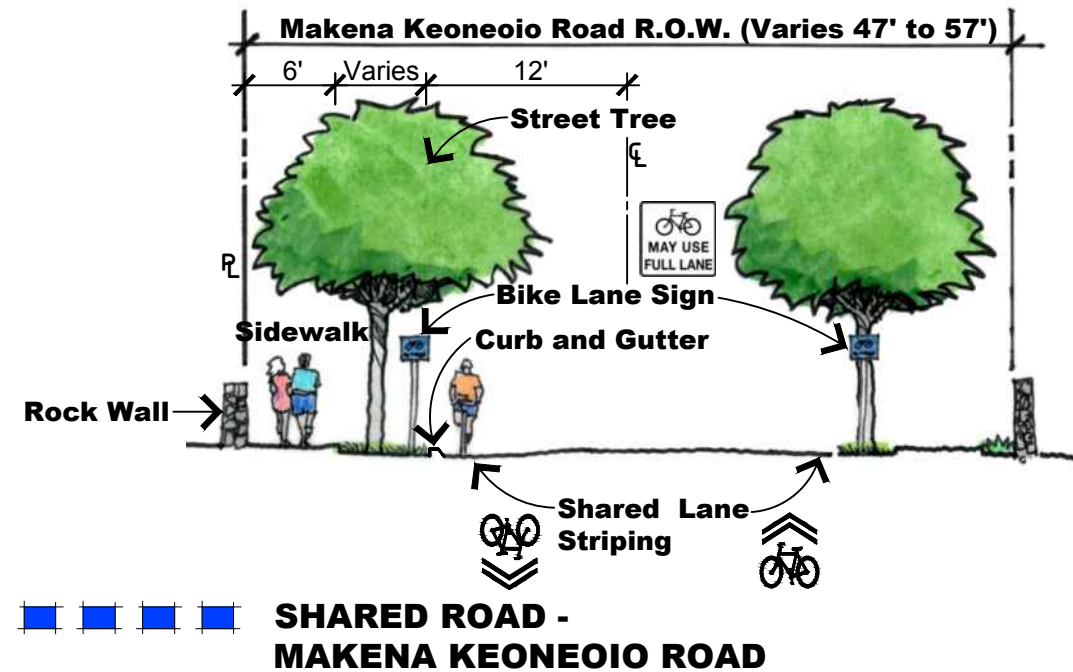 Makena Keoneoio Road R.O.W. (Varies 47' to 57')
6' Varies 12'
Street Tree
℄
MAY USE
FULL LANE
PL
Bike Lane Sign
Sidewalk
Curb and Gutter
Rock Wall
Shared Lane
Striping
SHARED ROAD -
MAKENA KEONEOIO ROAD